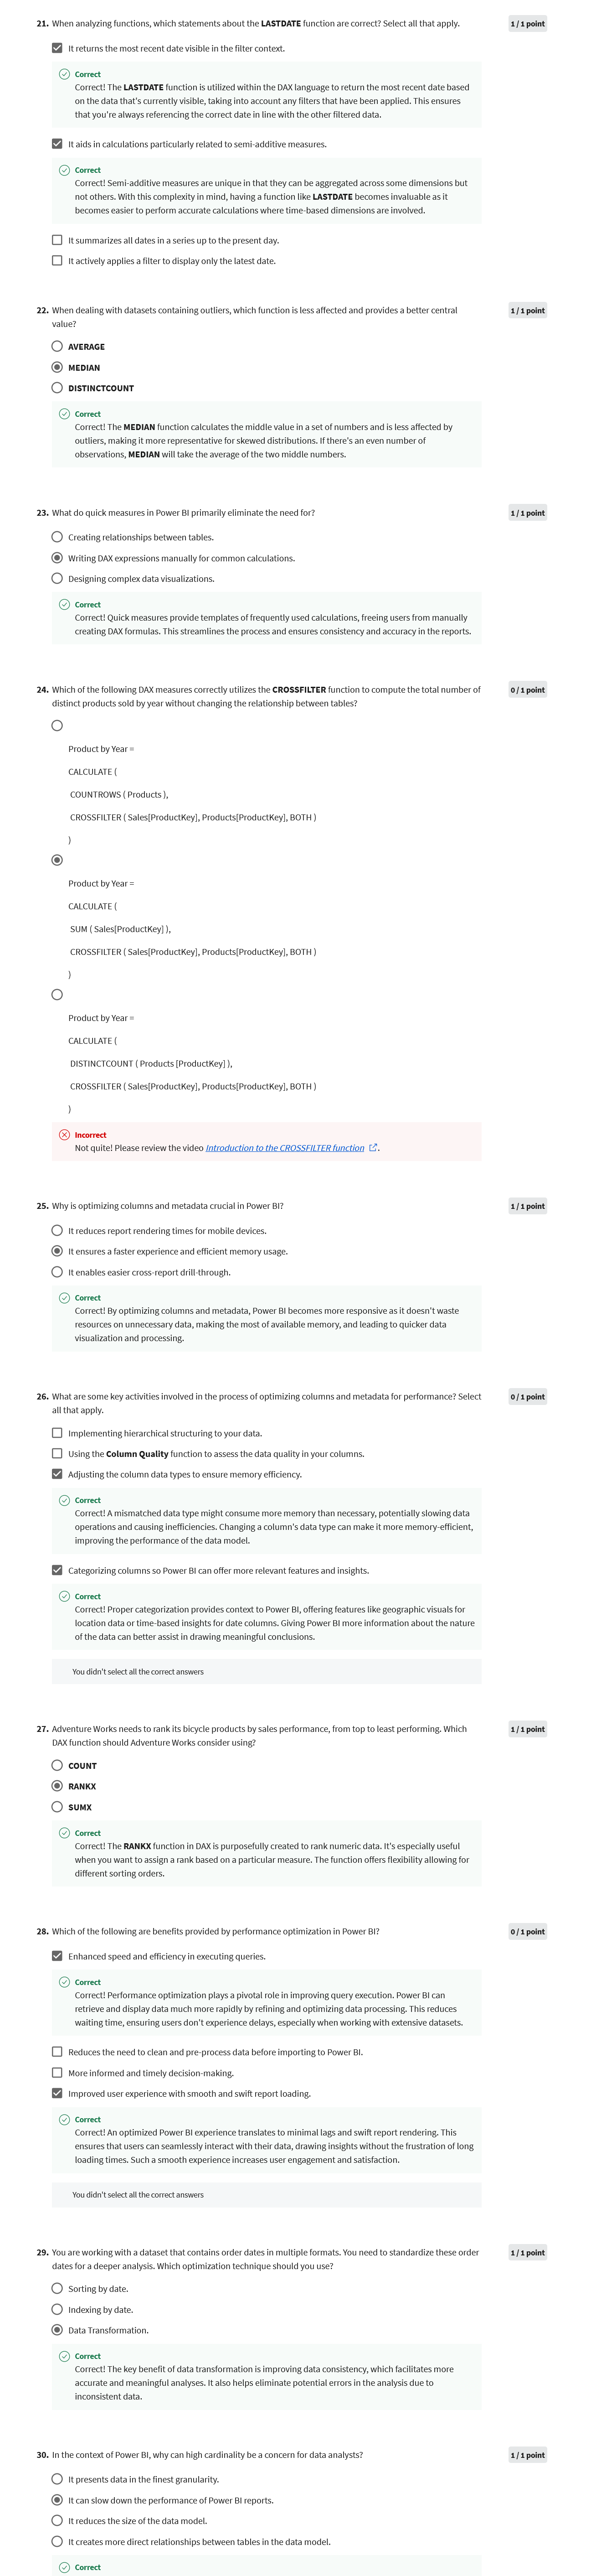 21. When analyzing functions, which statements about the LASTDATE function are correct? Select all that apply.
1 / 1 point
It returns the most recent date visible in the filter context.
Correct
Correct! The LASTDATE function is utilized within the DAX language to return the most recent date based
on the data that's currently visible, taking into account any filters that have been applied. This ensures
that you're always referencing the correct date in line with the other filtered data.
It aids in calculations particularly related to semi-additive measures.
Correct
Correct! Semi-additive measures are unique in that they can be aggregated across some dimensions but
not others. With this complexity in mind, having a function like LASTDATE becomes invaluable as it
becomes easier to perform accurate calculations where time-based dimensions are involved.
It summarizes all dates in a series up to the present day.
It actively applies a filter to display only the latest date.
22. When dealing with datasets containing outliers, which function is less affected and provides a better central
value?
1 / 1 point
AVERAGE
MEDIAN
DISTINCTCOUNT
Correct
Correct! The MEDIAN function calculates the middle value in a set of numbers and is less affected by
outliers, making it more representative for skewed distributions. If there's an even number of
observations, MEDIAN will take the average of the two middle numbers.
23. What do quick measures in Power BI primarily eliminate the need for?
1 / 1 point
Creating relationships between tables.
Writing DAX expressions manually for common calculations.
Designing complex data visualizations.
Correct
Correct! Quick measures provide templates of frequently used calculations, freeing users from manually
creating DAX formulas. This streamlines the process and ensures consistency and accuracy in the reports.
24. Which of the following DAX measures correctly utilizes the CROSSFILTER function to compute the total number of
distinct products sold by year without changing the relationship between tables?
0 / 1 point
Product by Year =
CALCULATE (
COUNTROWS ( Products ),
CROSSFILTER ( Sales[ProductKey], Products[ProductKey], BOTH )
)
Product by Year =
CALCULATE (
SUM ( Sales[ProductKey] ),
CROSSFILTER ( Sales[ProductKey], Products[ProductKey], BOTH )
)
Product by Year =
CALCULATE (
DISTINCTCOUNT ( Products [ProductKey] ),
CROSSFILTER ( Sales[ProductKey], Products[ProductKey], BOTH )
)
Incorrect
Not quite! Please review the video Introduction to the CROSSFILTER function .
25. Why is optimizing columns and metadata crucial in Power BI?
1 / 1 point
It reduces report rendering times for mobile devices.
It ensures a faster experience and efficient memory usage.
It enables easier cross-report drill-through.
Correct
Correct! By optimizing columns and metadata, Power BI becomes more responsive as it doesn't waste
resources on unnecessary data, making the most of available memory, and leading to quicker data
visualization and processing.
26. What are some key activities involved in the process of optimizing columns and metadata for performance? Select
all that apply.
0 / 1 point
Implementing hierarchical structuring to your data.
Using the Column Quality function to assess the data quality in your columns.
Adjusting the column data types to ensure memory efficiency.
Correct
Correct! A mismatched data type might consume more memory than necessary, potentially slowing data
operations and causing inefficiencies. Changing a column's data type can make it more memory-efficient,
improving the performance of the data model.
Categorizing columns so Power BI can offer more relevant features and insights.
Correct
Correct! Proper categorization provides context to Power BI, offering features like geographic visuals for
location data or time-based insights for date columns. Giving Power BI more information about the nature
of the data can better assist in drawing meaningful conclusions.
You didn't select all the correct answers
27. Adventure Works needs to rank its bicycle products by sales performance, from top to least performing. Which
DAX function should Adventure Works consider using?
1 / 1 point
COUNT
RANKX
SUMX
Correct
Correct! The RANKX function in DAX is purposefully created to rank numeric data. It's especially useful
when you want to assign a rank based on a particular measure. The function offers flexibility allowing for
different sorting orders.
28. Which of the following are benefits provided by performance optimization in Power BI?
0 / 1 point
Enhanced speed and efficiency in executing queries.
Correct
Correct! Performance optimization plays a pivotal role in improving query execution. Power BI can
retrieve and display data much more rapidly by refining and optimizing data processing. This reduces
waiting time, ensuring users don't experience delays, especially when working with extensive datasets.
Reduces the need to clean and pre-process data before importing to Power BI.
More informed and timely decision-making.
Improved user experience with smooth and swift report loading.
Correct
Correct! An optimized Power BI experience translates to minimal lags and swift report rendering. This
ensures that users can seamlessly interact with their data, drawing insights without the frustration of long
loading times. Such a smooth experience increases user engagement and satisfaction.
You didn't select all the correct answers
29. You are working with a dataset that contains order dates in multiple formats. You need to standardize these order
dates for a deeper analysis. Which optimization technique should you use?
1 / 1 point
Sorting by date.
Indexing by date.
Data Transformation.
Correct
Correct! The key benefit of data transformation is improving data consistency, which facilitates more
accurate and meaningful analyses. It also helps eliminate potential errors in the analysis due to
inconsistent data.
30. In the context of Power BI, why can high cardinality be a concern for data analysts?
1 / 1 point
It presents data in the finest granularity.
It can slow down the performance of Power BI reports.
It reduces the size of the data model.
It creates more direct relationships between tables in the data model.
Correct